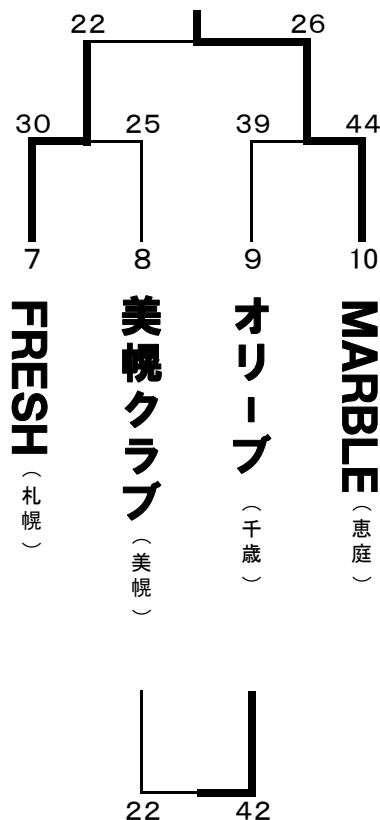 22 26
30 25 39 44
7 8 9 10
FRESH（札幌）
美幌クラブ（美幌）
オリーブ（千歳）
MARBLE（恵庭）
22 42